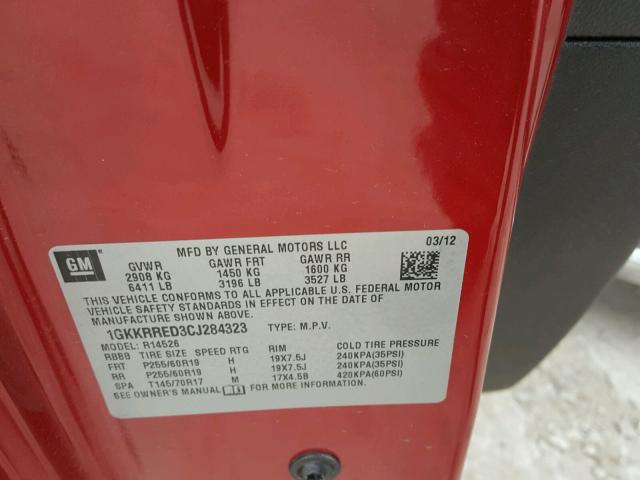 GM
MFD BY GENERAL MOTORS LLC 03/12
GVWR GAWR FRT GAWR RR
2908 KG 1450 KG 1600 KG
6411 LB 3196 LB 3527 LB
THIS VEHICLE CONFORMS TO ALL APPLICABLE U.S. FEDERAL MOTOR
VEHICLE SAFETY STANDARDS IN EFFECT ON THE DATE OF
MANUFACTURE SHOWN ABOVE.
1GKKRRED3CJ284323 TYPE: M.P.V.
MODEL: R14526
RBBB TIRE SIZE SPEED RTG RIM COLD TIRE PRESSURE
FRT P255/60R19 H 19X7.5J 240KPA(35PSI)
RR P255/60R19 H 19X7.5J 240KPA(35PSI)
SPA T145/70R17 M 17X4.5B 420KPA(60PSI)
SEE OWNER'S MANUAL FOR MORE INFORMATION.